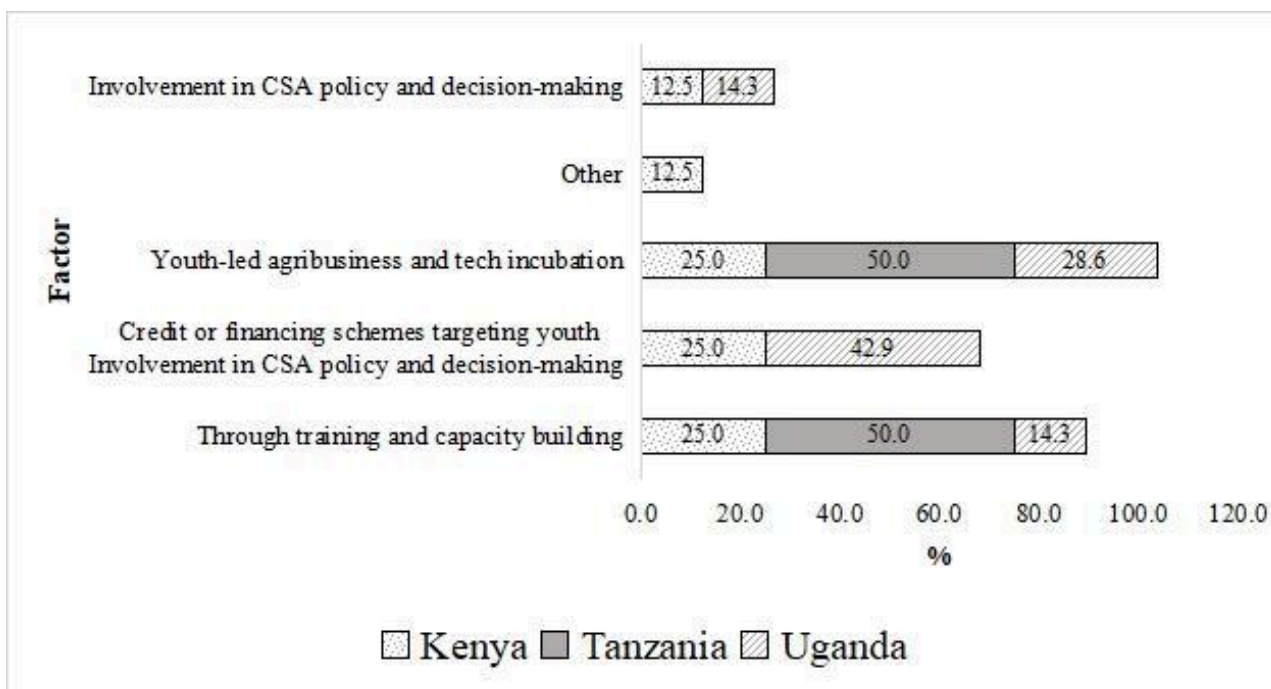 Factor
Involvement in CSA policy and decision-making
12.5 14.3
Other
12.5
Youth-led agribusiness and tech incubation
25.0 50.0 28.6
Credit or financing schemes targeting youth
Involvement in CSA policy and decision-making
25.0 42.9
Through training and capacity building
25.0 50.0 14.3
0.0 20.0 40.0 60.0 80.0 100.0 120.0
%
Kenya Tanzania Uganda